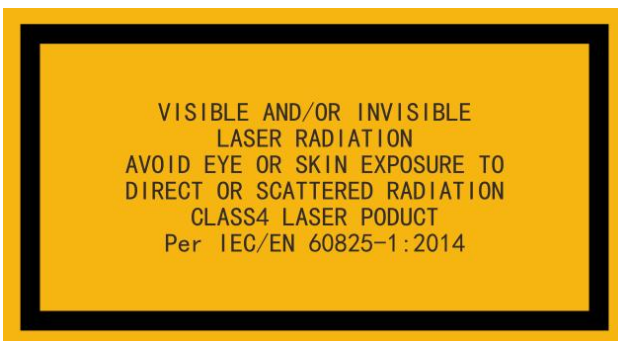 VISIBLE AND/OR INVISIBLE
LASER RADIATION
AVOID EYE OR SKIN EXPOSURE TO
DIRECT OR SCATTERED RADIATION
CLASS4 LASER PODUCT
Per IEC/EN 60825-1:2014